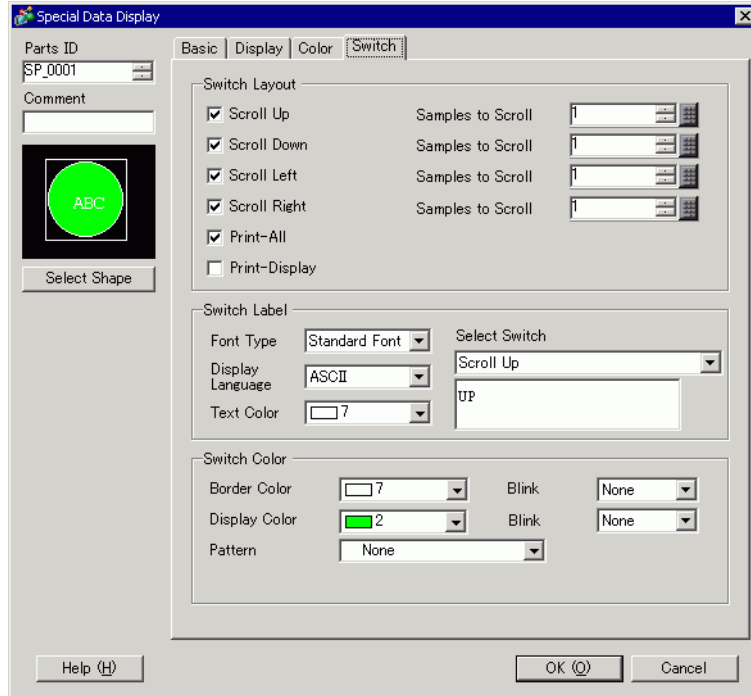 Special Data Display
Parts ID
SP_0001
Comment
ABC
Select Shape
Basic
Display
Color
Switch
Switch Layout
Scroll Up Samples to Scroll 1
Scroll Down Samples to Scroll 1
Scroll Left Samples to Scroll 1
Scroll Right Samples to Scroll 1
Print-All
Print-Display
Switch Label
Font Type Standard Font
Display Language ASCII
Text Color 7
Select Switch
Scroll Up
UP
Switch Color
Border Color 7 Blink None
Display Color 2 Blink None
Pattern None
Help (H)
OK (O)
Cancel